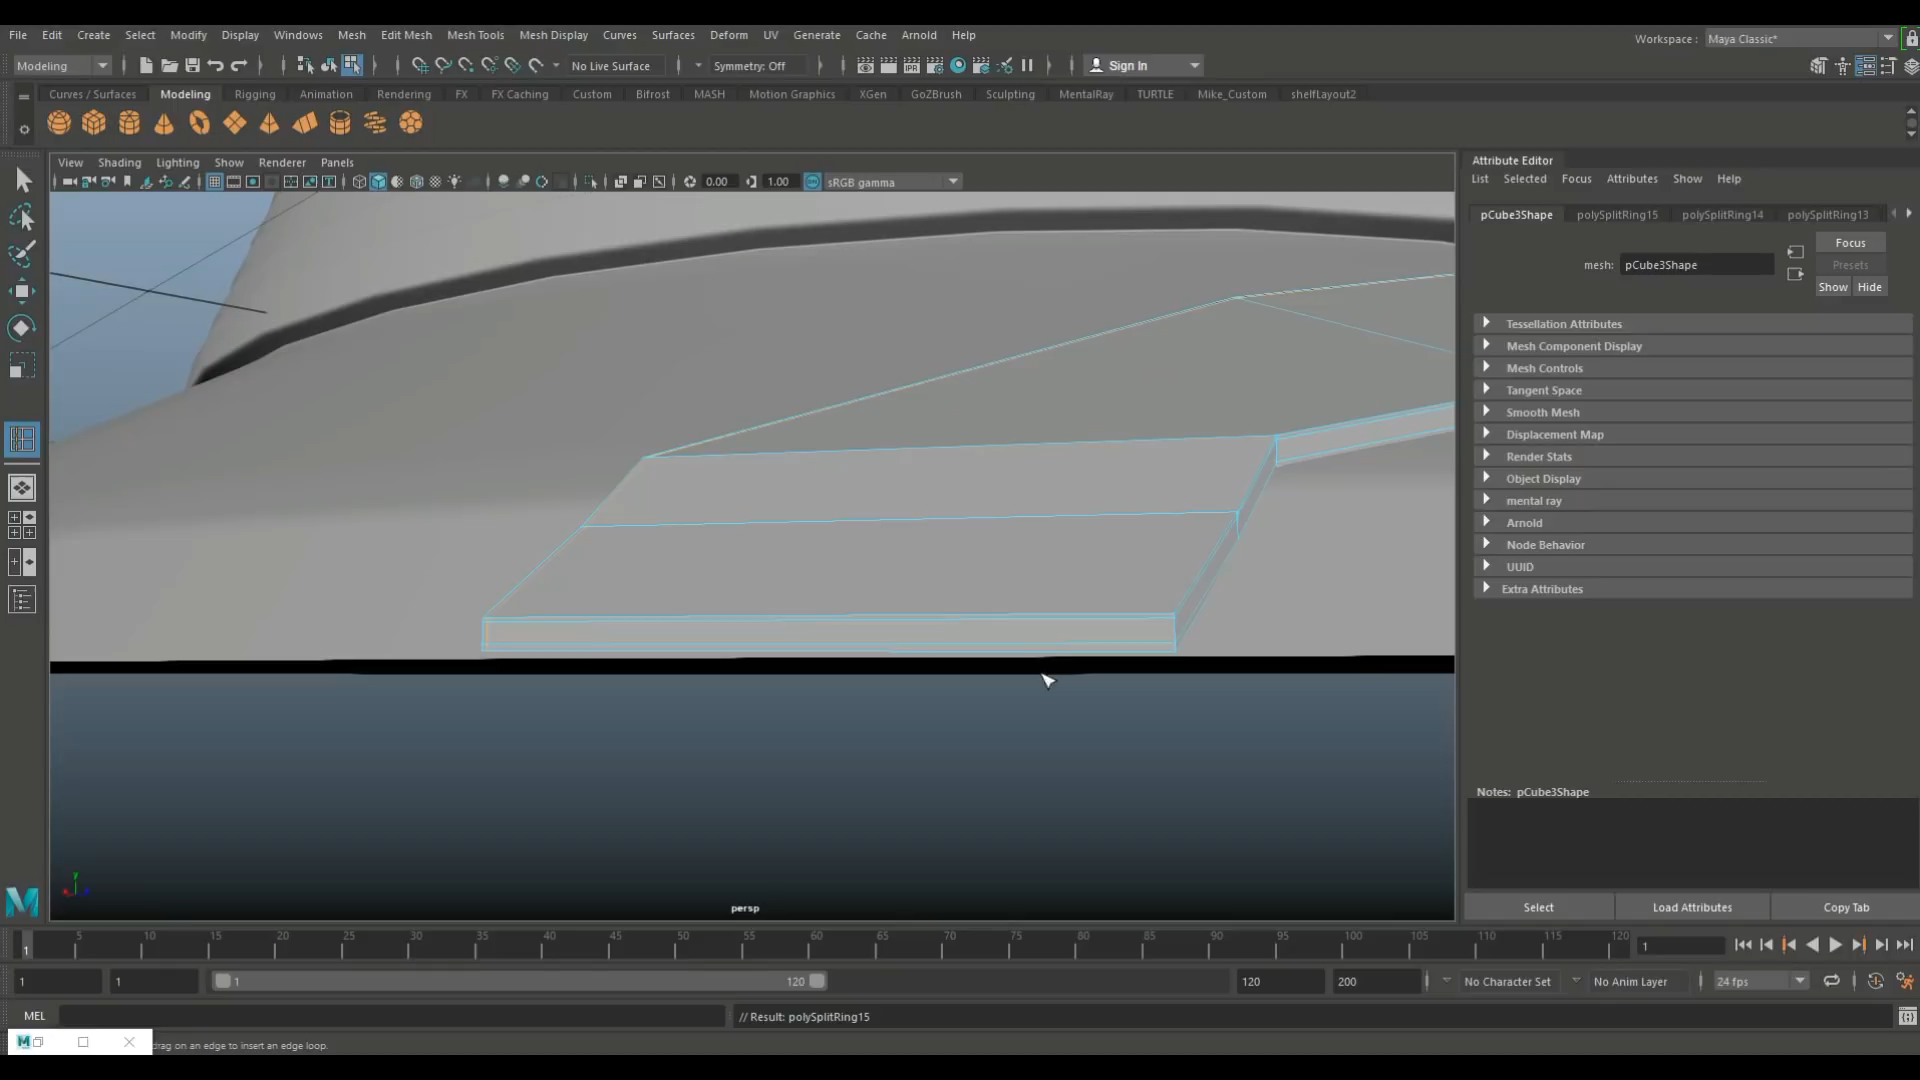 File Edit Create Select Modify Display Windows Mesh Edit Mesh Mesh Tools Mesh Display Curves Surfaces Deform UV Generate Cache Arnold Help
Workspace : Maya Classic*
Modeling No Live Surface Symmetry: Off Sign In
Curves / Surfaces Modeling Rigging Animation Rendering FX FX Caching Custom Bifrost MASH Motion Graphics XGen GoZBrush Sculpting MentalRay TURTLE Mike_Custom shelfLayout2
View Shading Lighting Show Renderer Panels
0.00 1.00 sRGB gamma
Attribute Editor
List Selected Focus Attributes Show Help
pCube3Shape polySplitRing15 polySplitRing14 polySplitRing13
Focus
mesh: pCube3Shape
Presets
Show Hide
Tessellation Attributes
Mesh Component Display
Mesh Controls
Tangent Space
Smooth Mesh
Displacement Map
Render Stats
Object Display
mental ray
Arnold
Node Behavior
UUID
Extra Attributes
Notes: pCube3Shape
y
persp
Select Load Attributes Copy Tab
5 10 15 20 25 30 35 40 45 50 55 60 65 70 75 80 85 90 95 100 105 110 115 120
1 1
1 1 1 120 120 200 No Character Set No Anim Layer 24 fps
MEL // Result: polySplitRing15
drag on an edge to insert an edge loop.